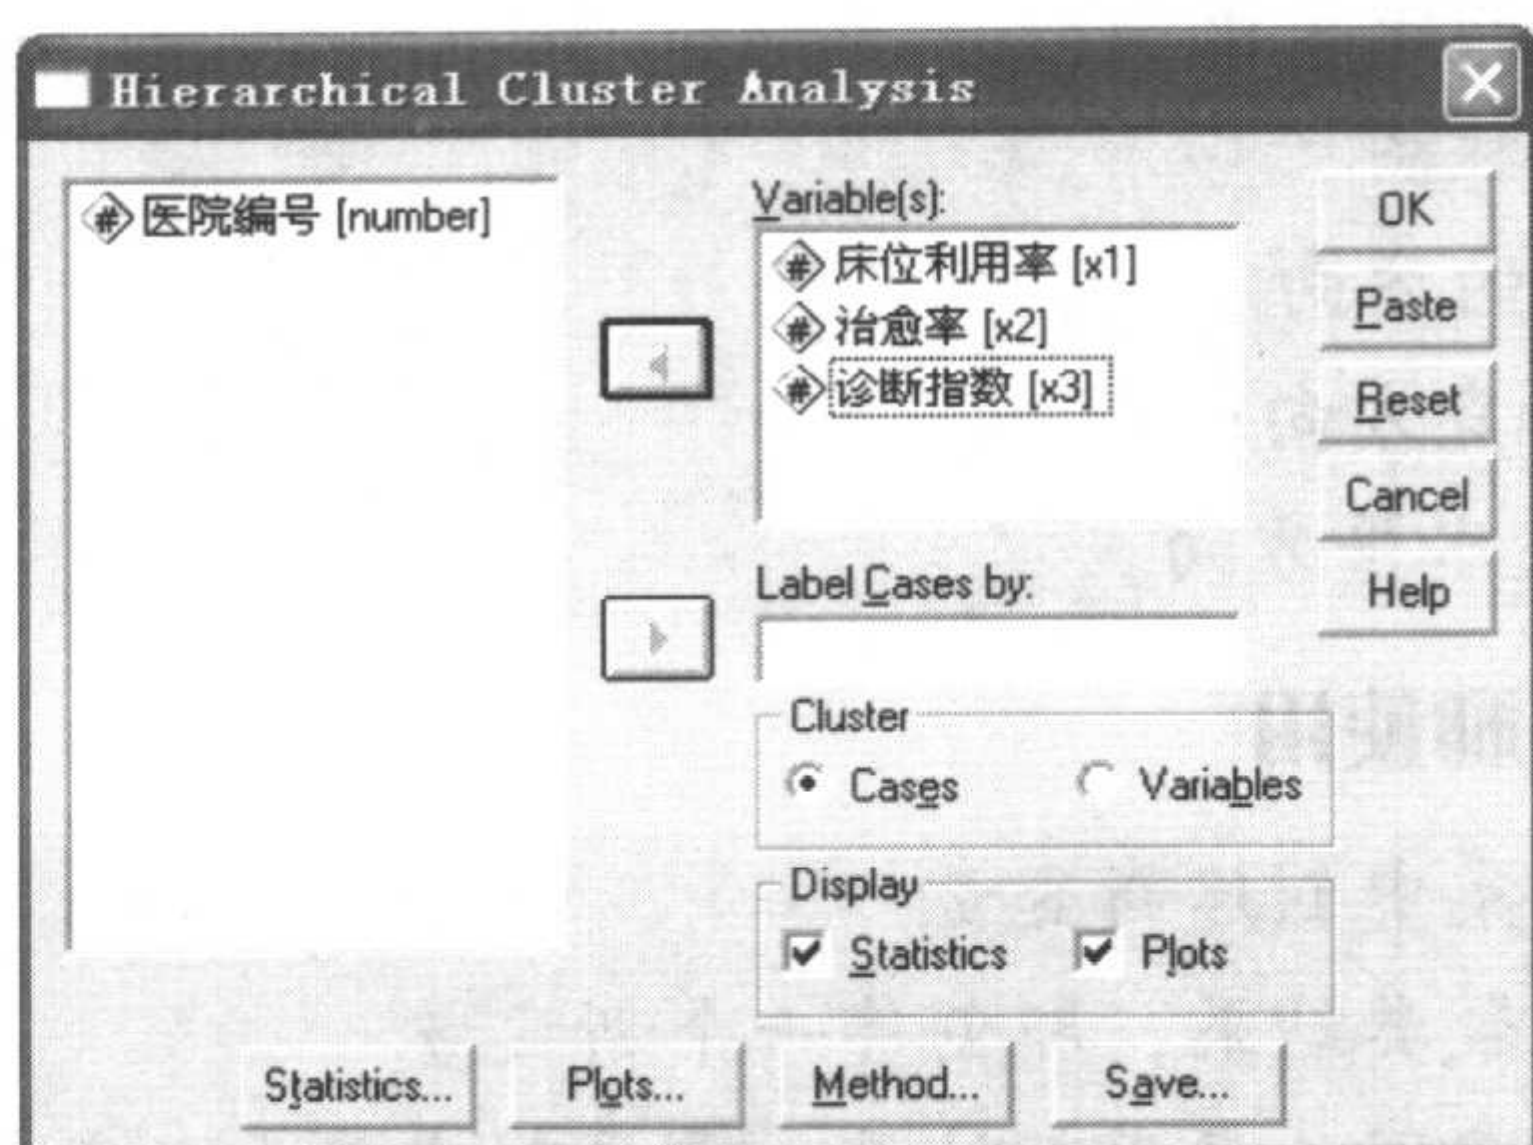 Hierarchical Cluster Analysis
医院编号 [number]
Variable(s):
床位利用率 [x1]
治愈率 [x2]
诊断指数 [x3]
Label Cases by:
Cluster
Cases
Variables
Display
Statistics
Plots
OK
Paste
Reset
Cancel
Help
Statistics...
Plots...
Method...
Save...